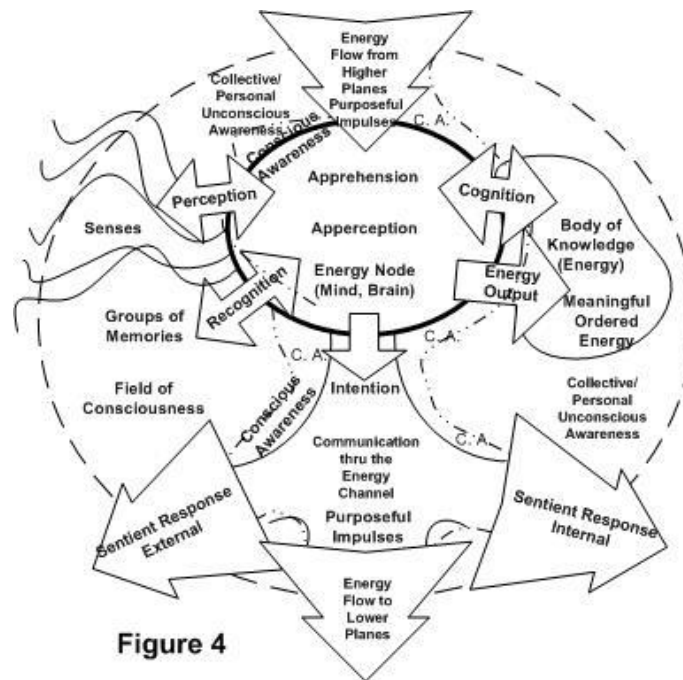 Energy
Flow from
Higher
Planes
Purposeful
Impulses
Collective/
Personal
Unconscious
Awareness
Conscious
Awareness
C. A.
Perception
Apprehension
Cognition
Senses
Apperception
Body of
Knowledge
(Energy)
Energy Node
(Mind, Brain)
Recognition
Energy
Output
Meaningful
Ordered
Energy
Groups of
Memories
C. A.
C. A.
Intention
Field of
Consciousness
Conscious
Awareness
Collective/
Personal
Unconscious
Awareness
C. A.
Communication
thru the
Energy
Channel
Sentient Response
External
Purposeful
Impulses
Sentient Response
Internal
Energy
Flow to
Lower
Planes
Figure 4